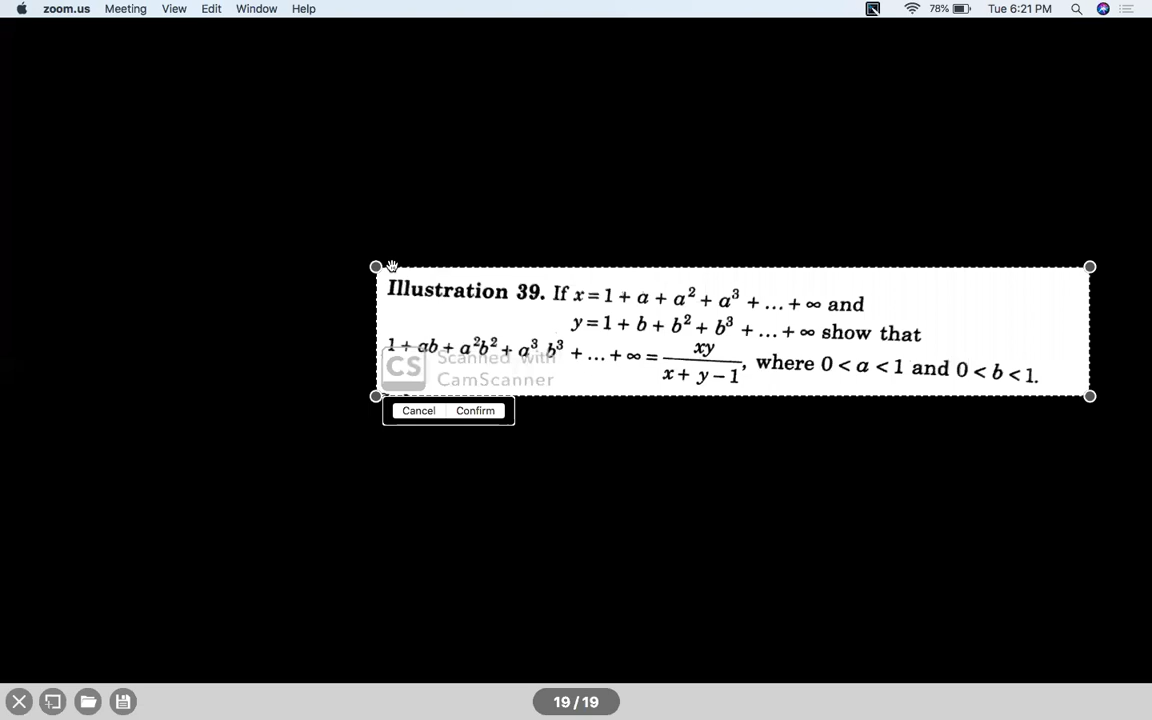 zoom.us Meeting View Edit Window Help 78% Tue 6:21 PM
Illustration 39. If x = 1 + a + a² + a³ + ... + ∞ and
y = 1 + b + b² + b³ + ... + ∞ show that
1 + ab + a²b² + a³ b³ + ... + ∞ = xy / (x + y − 1), where 0 < a < 1 and 0 < b < 1.
CS Scanned with
CamScanner
Cancel Confirm
19 / 19